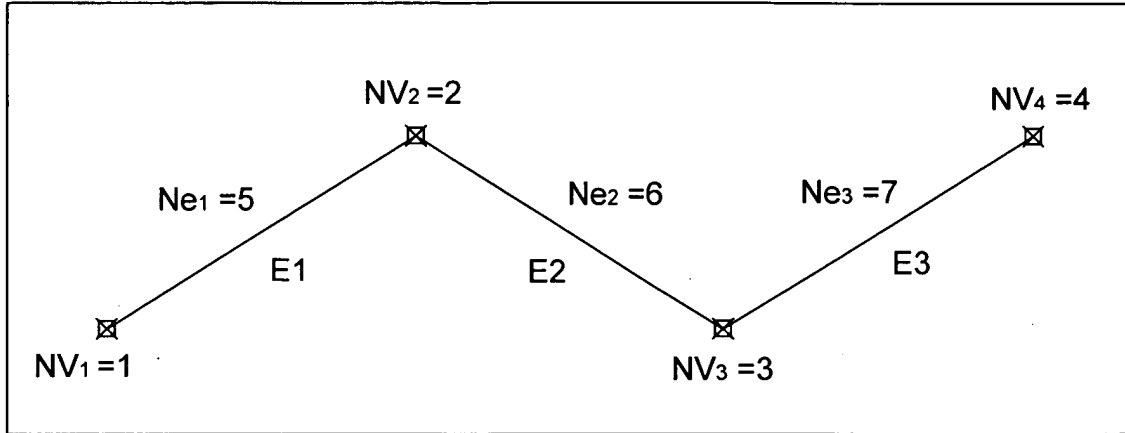 NV₂ =2
NV₄ =4
Ne₁ =5
Ne₂ =6
Ne₃ =7
E1
E2
E3
NV₁ =1
NV₃ =3